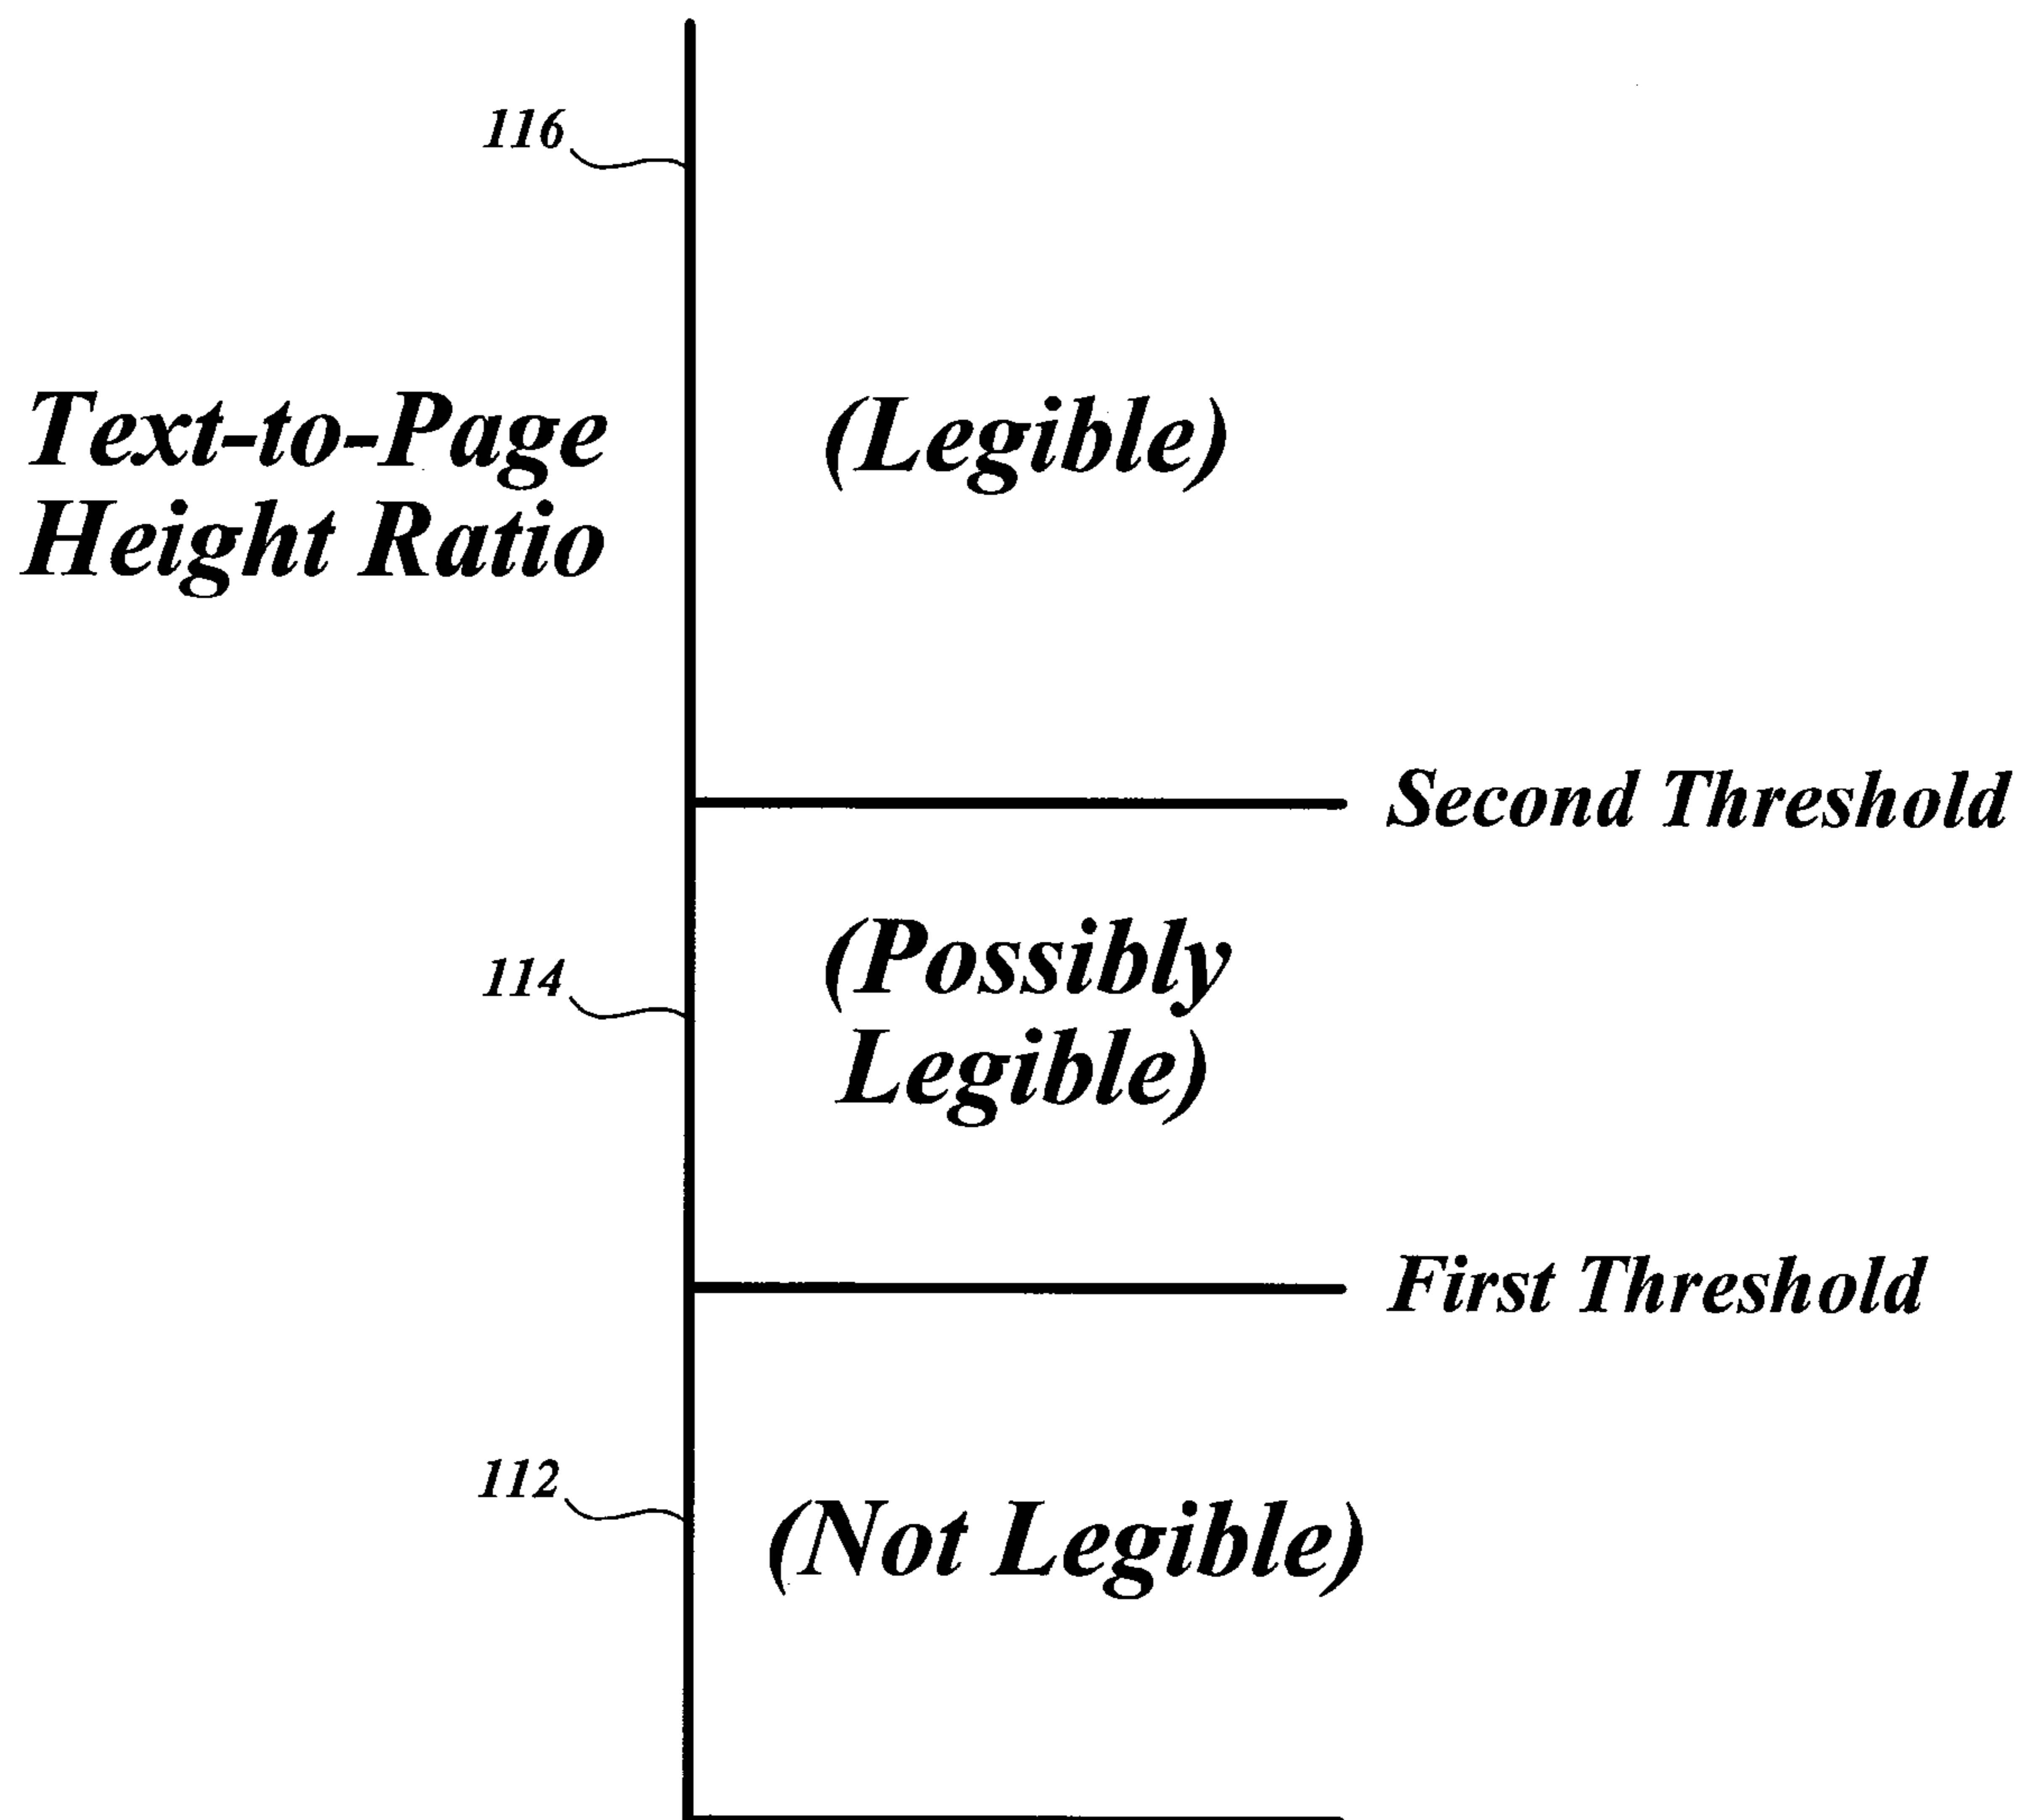 116
Text-to-Page
Height Ratio
(Legible)
Second Threshold
114
(Possibly
Legible)
First Threshold
112
(Not Legible)